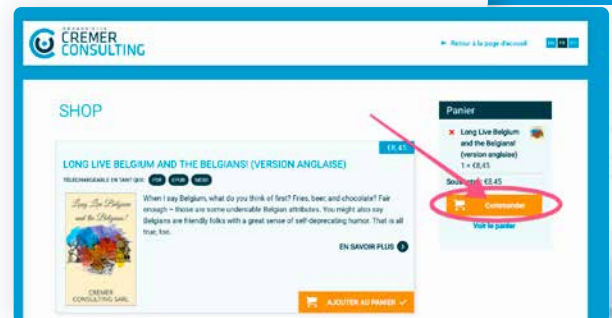 CREMER
CONSULTING
Retour à la page d'accueil
EN FR
SHOP
€8,45
LONG LIVE BELGIUM AND THE BELGIANS! (VERSION ANGLAISE)
TÉLÉCHARGEABLE EN TANT QUE: PDF EPUB MOBI
When I say Belgium, what do you think of first? Fries, beer, and chocolate? Fair
enough – those are some undeniable Belgian attributes. You might also say
Belgians are friendly folks with a great sense of self-deprecating humor. That is all
true, too.
EN SAVOIR PLUS
Long Live Belgium
and the Belgians!
CREMER
CONSULTING SARL
AJOUTER AU PANIER
Panier
Long Live Belgium
and the Belgians!
(version anglaise)
1 × €8,45
€8,45
Commander
Voir le panier